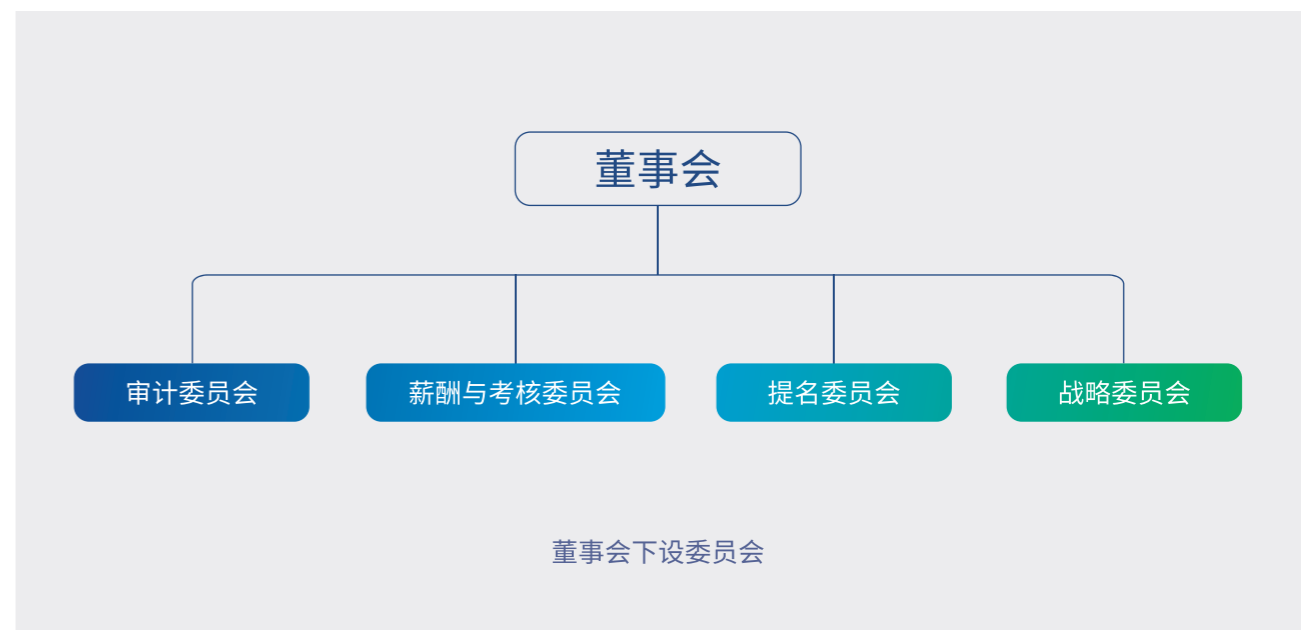 董事会
审计委员会
薪酬与考核委员会
提名委员会
战略委员会
董事会下设委员会